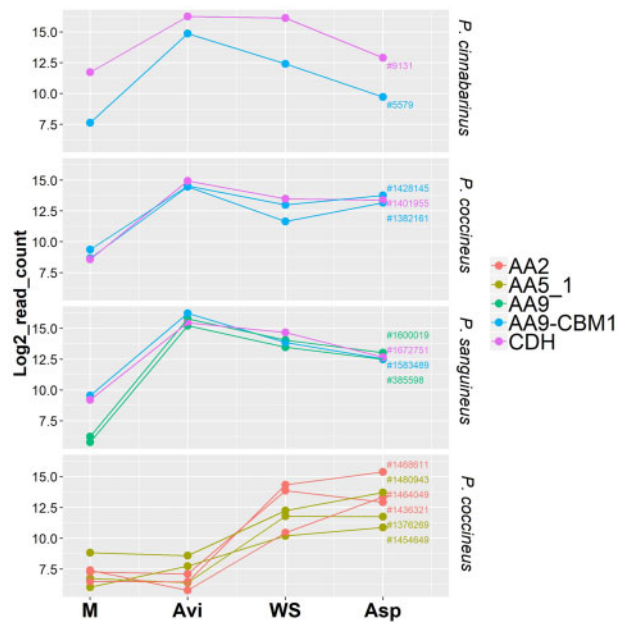 Log2_read_count
15.0
12.5
10.0
7.5
#9131
#5579
P. cinnabarinus
15.0
12.5
10.0
7.5
#1428145
#1401955
#1382161
P. coccineus
15.0
12.5
10.0
7.5
#1600019
#1672751
#1583489
#385598
P. sanguineus
15.0
12.5
10.0
7.5
#1468611
#1480943
#1464049
#1436321
#1376269
#1454649
P. coccineus
M Avi WS Asp
AA2
AA5_1
AA9
AA9-CBM1
CDH